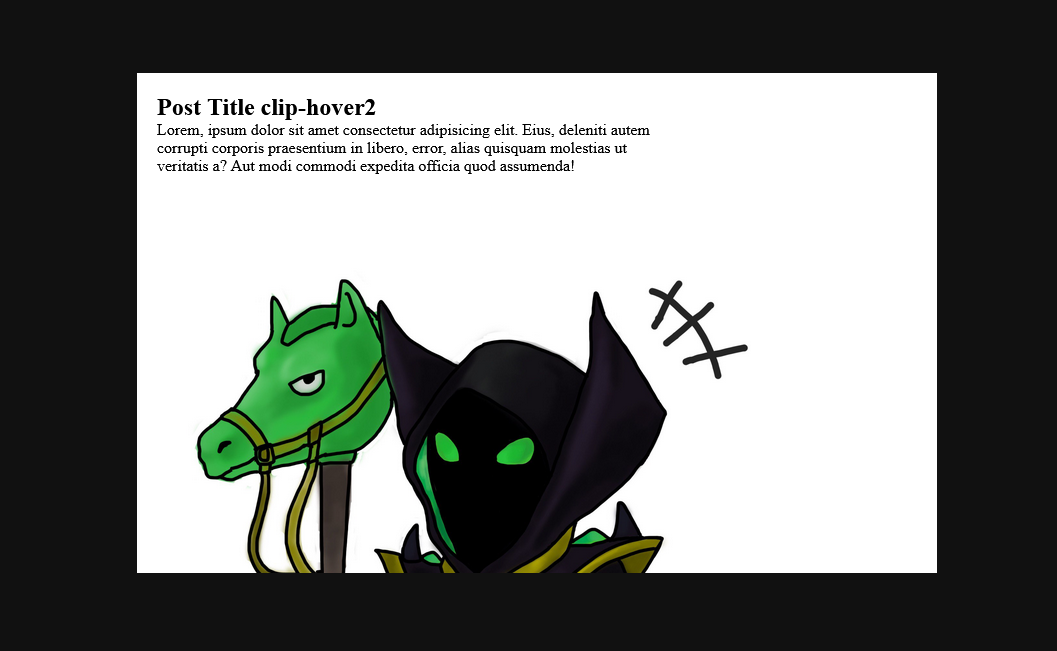 Post Title clip-hover2
Lorem, ipsum dolor sit amet consectetur adipisicing elit. Eius, deleniti autem
corrupti corporis praesentium in libero, error, alias quisquam molestias ut
veritatis a? Aut modi commodi expedita officia quod assumenda!